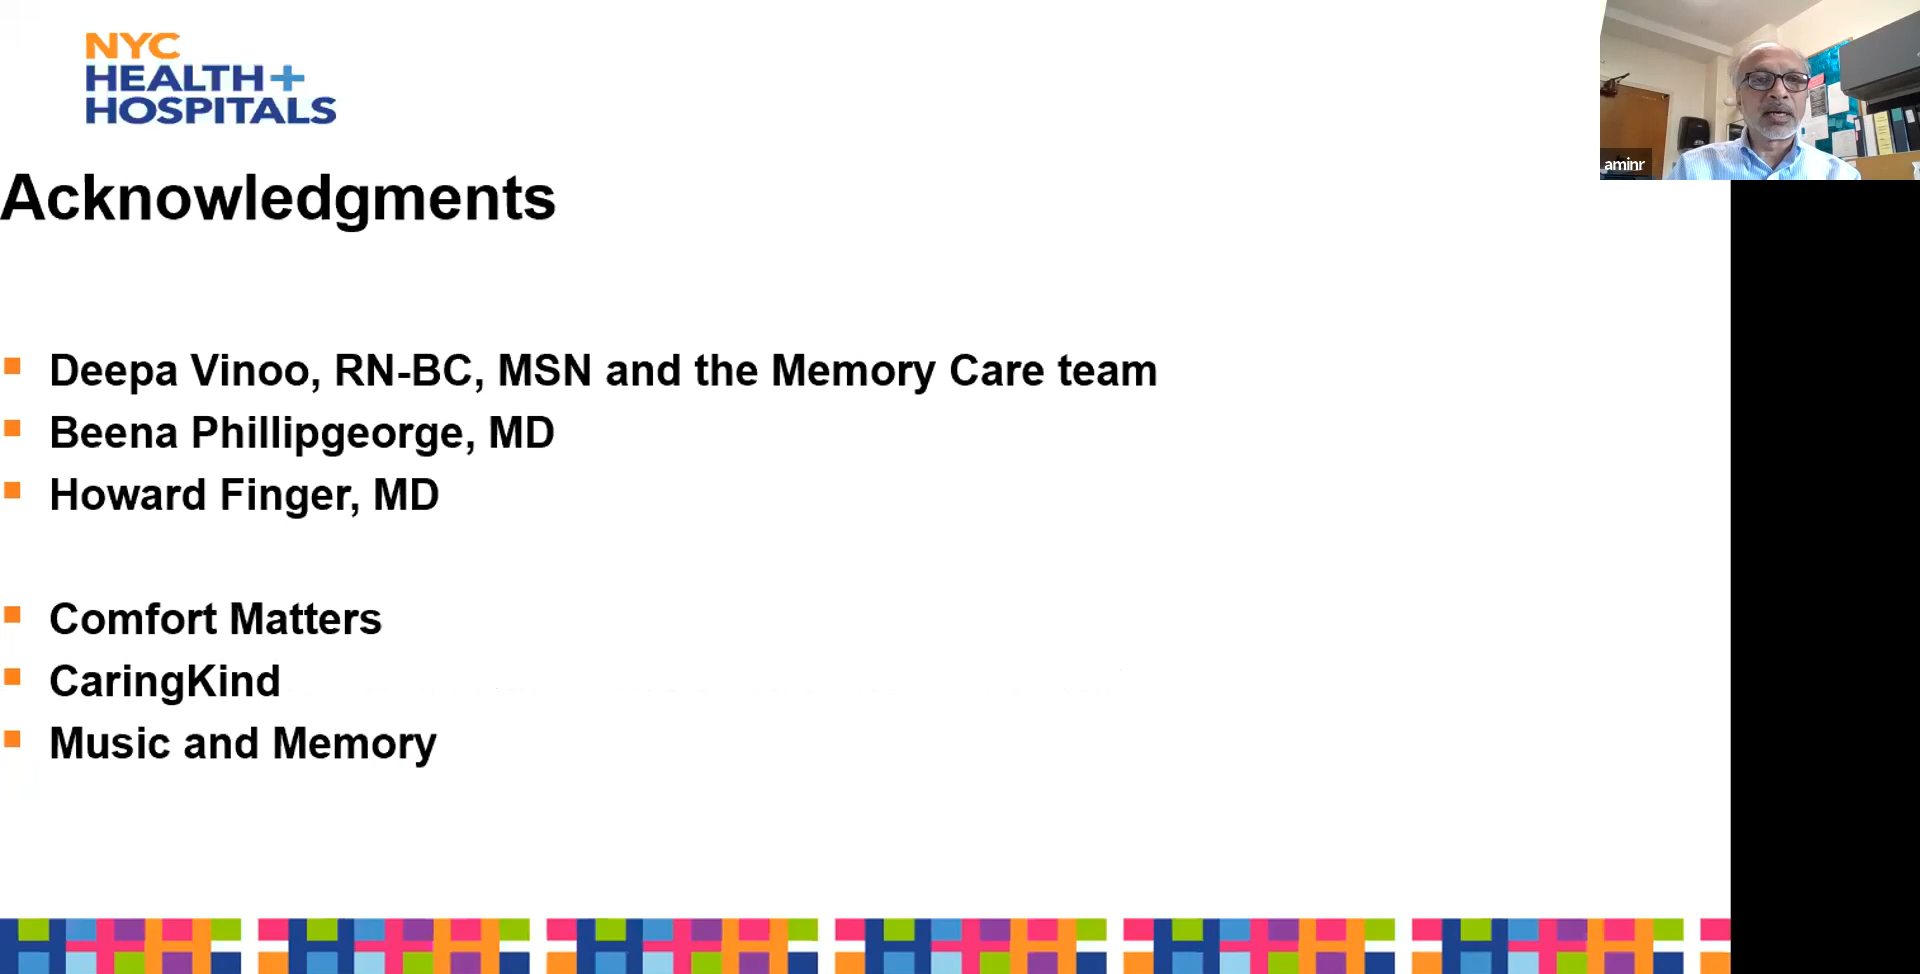 NYC
HEALTH+
HOSPITALS
aminr
Acknowledgments
Deepa Vinoo, RN-BC, MSN and the Memory Care team
Beena Phillipgeorge, MD
Howard Finger, MD
Comfort Matters
CaringKind
Music and Memory